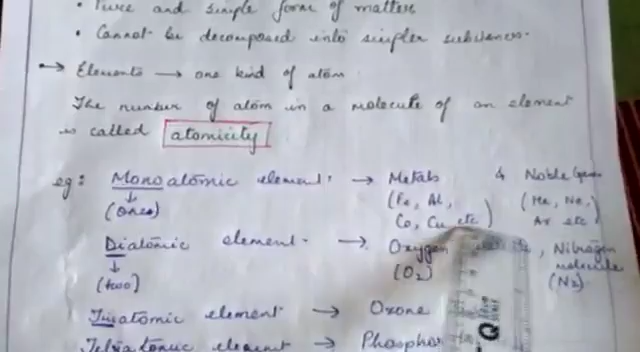 • Pure and simple form of matter
• Cannot be decomposed into simpler substances.
→ Elements → one kind of atom
The number of atom in a molecule of an element
is called atomicity
eg: Monoatomic element. → Metals & Noble Gases
(one) (Fe, Al, (He, Ne,
Co, Cu etc) Ar etc)
Diatomic element. → Oxygen , Nitrogen
(two) (O2) molecule
(N2)
Triatomic element → Ozone
Tetratomic element → Phosphor